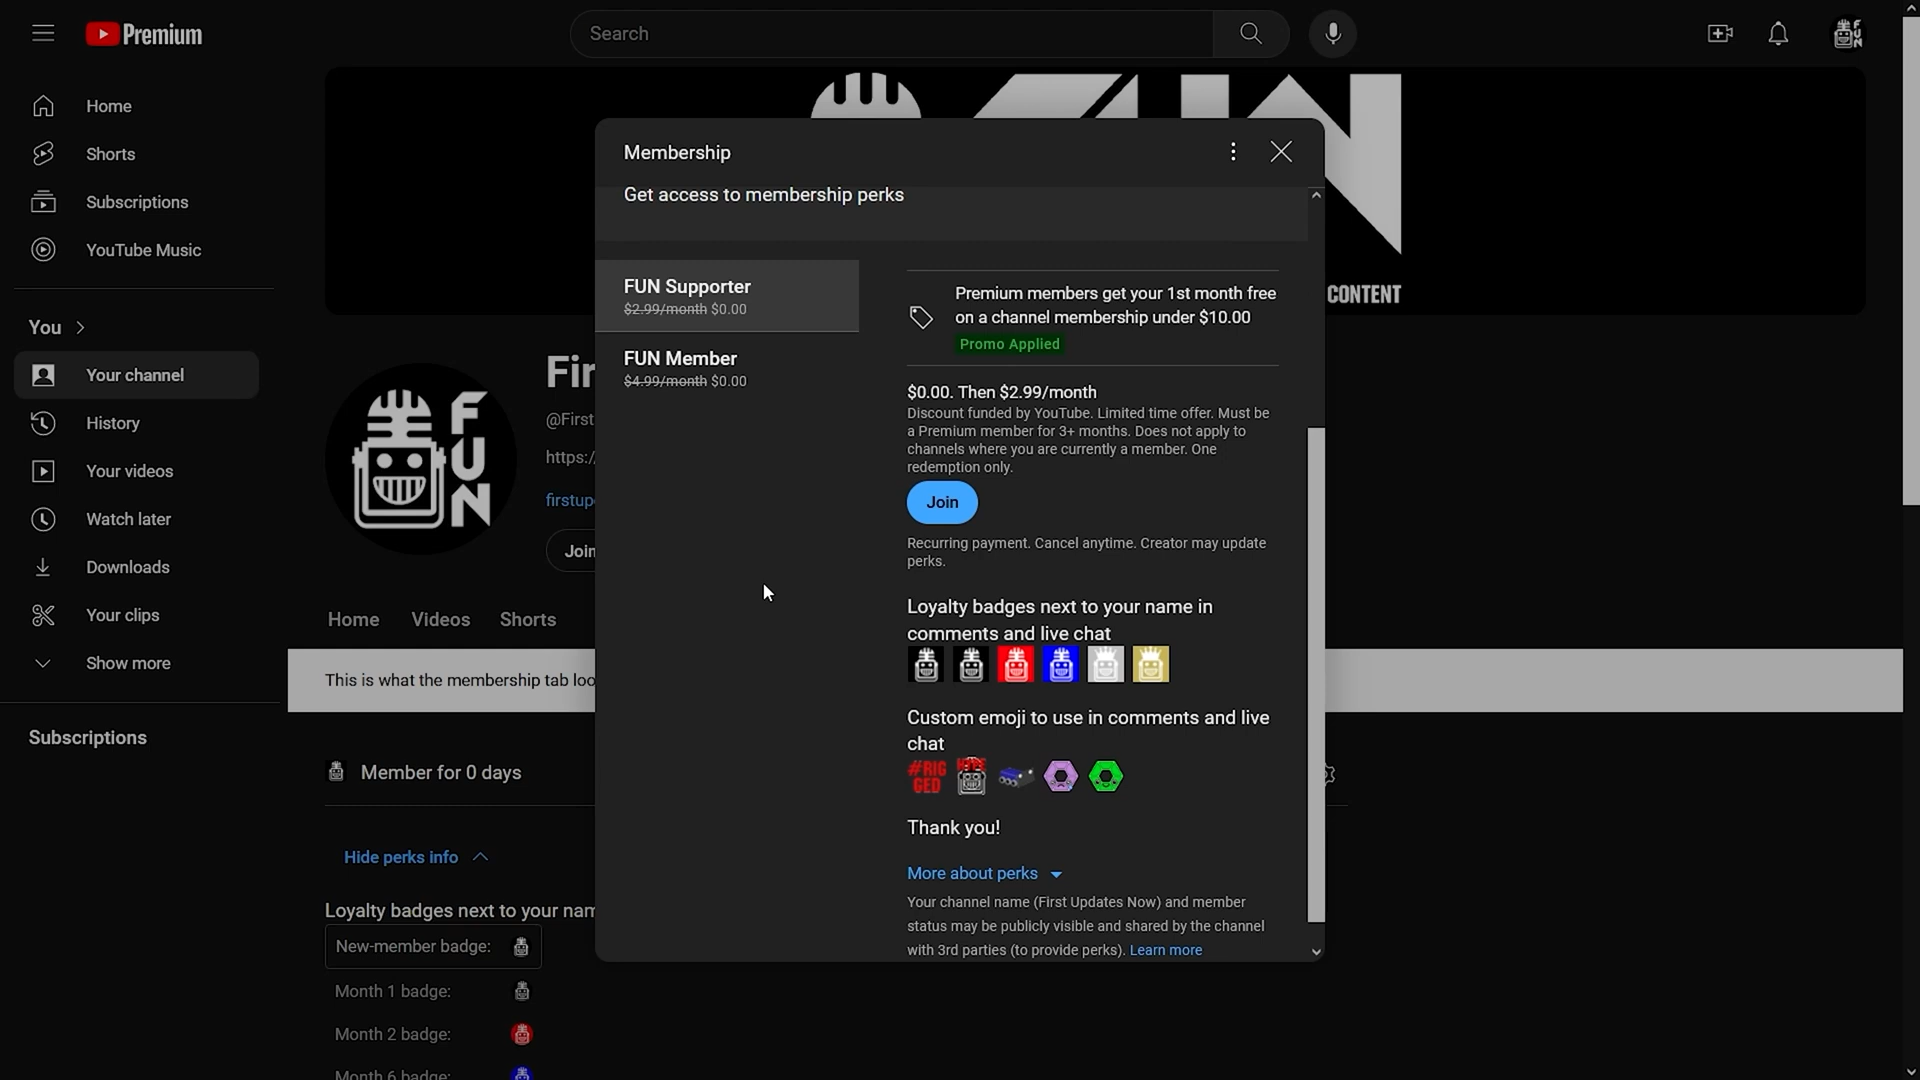 Premium
Search
FUN
Home
Shorts
Subscriptions
YouTube Music
You
Your channel
History
Your videos
Watch later
Downloads
Your clips
Show more
Subscriptions
CONTENT
FUN
Fir
@First
https:/
firstup
Join
Home Videos Shorts
This is what the membership tab loo
Member for 0 days
Hide perks info
Loyalty badges next to your nam
New-member badge:
Month 1 badge:
Month 2 badge:
Month 6 badge:
Membership
Get access to membership perks
FUN Supporter
$2.99/month $0.00
FUN Member
$4.99/month $0.00
Premium members get your 1st month free
on a channel membership under $10.00
Promo Applied
$0.00. Then $2.99/month
Discount funded by YouTube. Limited time offer. Must be
a Premium member for 3+ months. Does not apply to
channels where you are currently a member. One
redemption only.
Join
Recurring payment. Cancel anytime. Creator may update
perks.
Loyalty badges next to your name in
comments and live chat
Custom emoji to use in comments and live
chat
#RIG
GED
HYPE
Thank you!
More about perks
Your channel name (First Updates Now) and member
status may be publicly visible and shared by the channel
with 3rd parties (to provide perks). Learn more